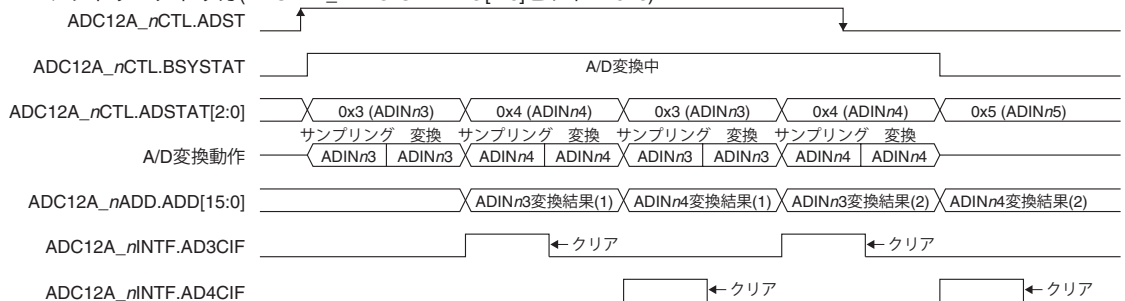 ADC12A_nCTL.ADST
ADC12A_nCTL.BSYSTAT A/D変換中
ADC12A_nCTL.ADSTAT[2:0] 0x3 (ADINn3) 0x4 (ADINn4) 0x3 (ADINn3) 0x4 (ADINn4) 0x5 (ADINn5)
サンプリング 変換 サンプリング 変換 サンプリング 変換 サンプリング 変換
A/D変換動作 ADINn3 ADINn3 ADINn4 ADINn4 ADINn3 ADINn3 ADINn4 ADINn4
ADC12A_nADD.ADD[15:0] ADINn3変換結果(1) ADINn4変換結果(1) ADINn3変換結果(2) ADINn4変換結果(2)
ADC12A_nINTF.AD3CIF ←クリア ←クリア
ADC12A_nINTF.AD4CIF ←クリア ←クリア